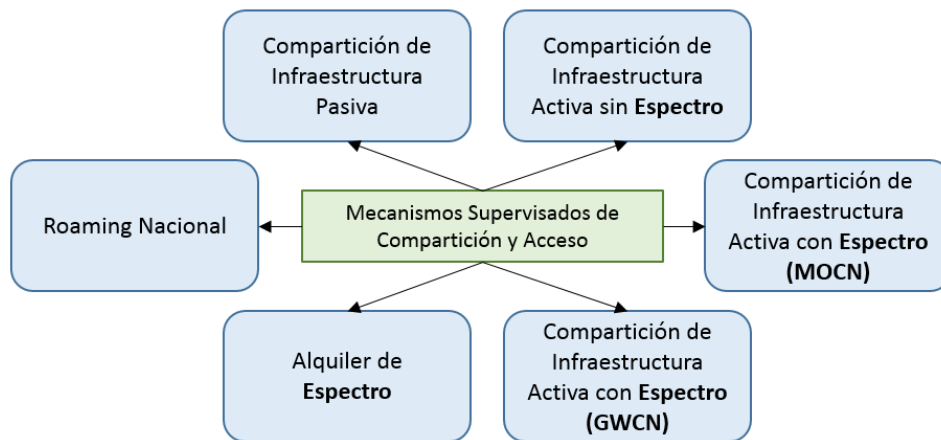 Compartición de
Infraestructura
Pasiva
Compartición de
Infraestructura
Activa sin Espectro
Roaming Nacional
Mecanismos Supervisados de
Compartición y Acceso
Compartición de
Infraestructura
Activa con Espectro
(MOCN)
Alquiler de
Espectro
Compartición de
Infraestructura
Activa con Espectro
(GWCN)